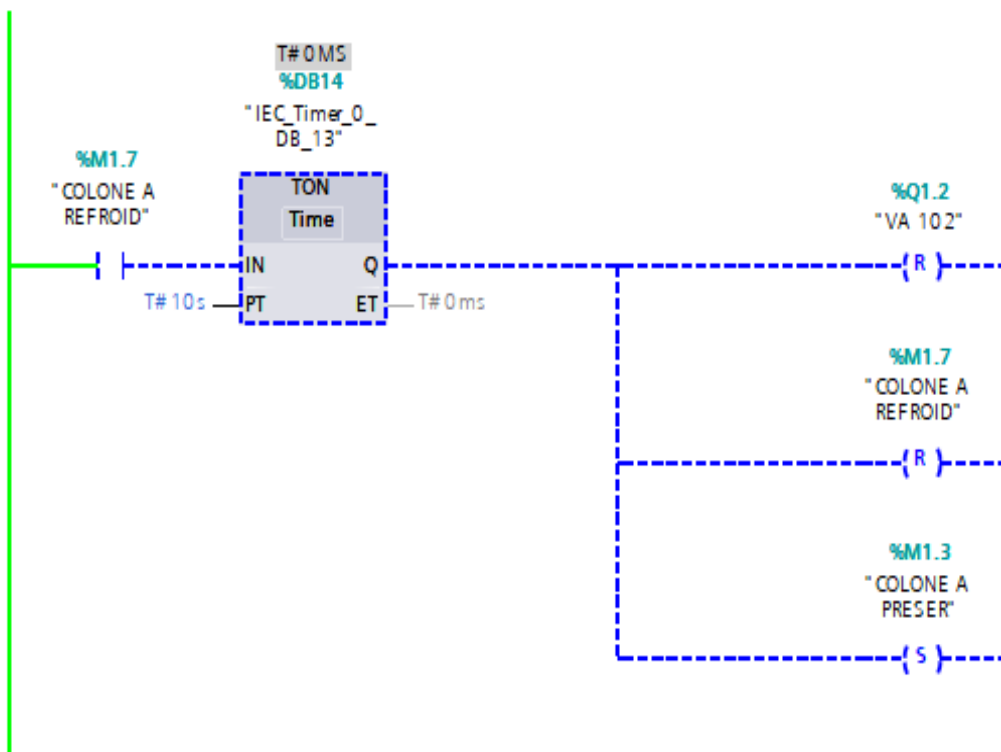 T#0MS
%DB14
"IEC_Timer_0_
DB_13"
%M1.7
"COLONE A
REFROID"
TON
Time
IN
Q
T#10s
PT
ET
T#0ms
%Q1.2
"VA 102"
R
%M1.7
"COLONE A
REFROID"
R
%M1.3
"COLONE A
PRESER"
S